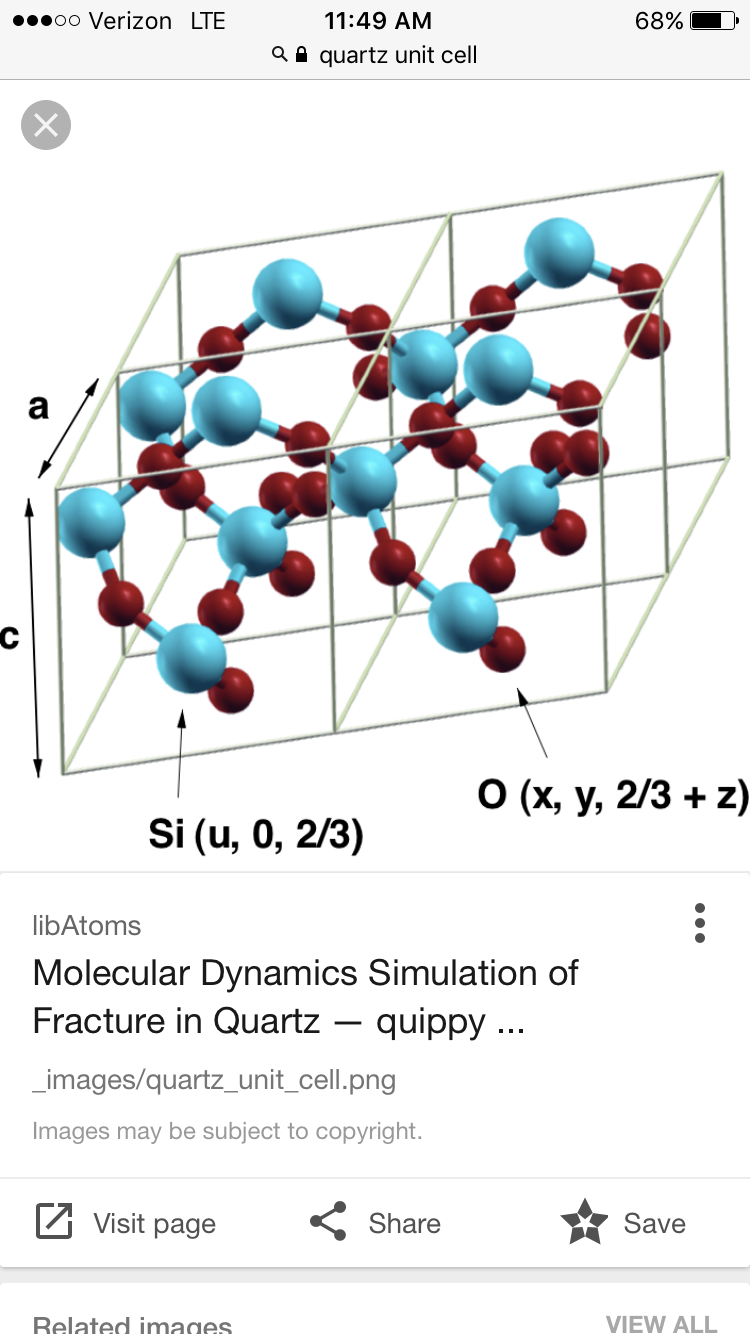 Verizon LTE 11:49 AM 68%
quartz unit cell
a
c
Si (u, 0, 2/3)
O (x, y, 2/3 + z)
libAtoms
Molecular Dynamics Simulation of
Fracture in Quartz — quippy ...
_images/quartz_unit_cell.png
Images may be subject to copyright.
Visit page Share Save
Related images VIEW ALL